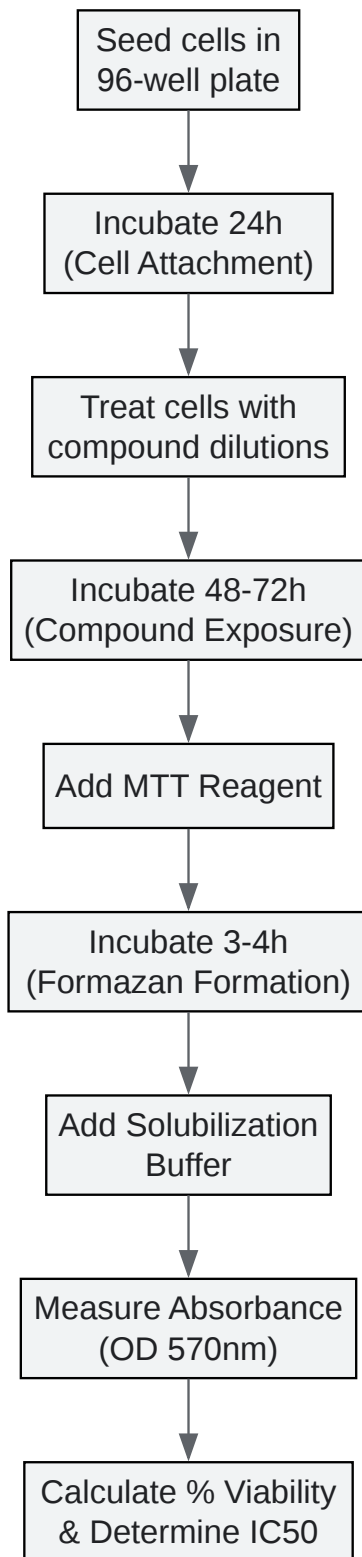 Seed cells in
96-well plate
Incubate 24h
(Cell Attachment)
Treat cells with
compound dilutions
Incubate 48-72h
(Compound Exposure)
Add MTT Reagent
Incubate 3-4h
(Formazan Formation)
Add Solubilization
Buffer
Measure Absorbance
(OD 570nm)
Calculate % Viability
& Determine IC50